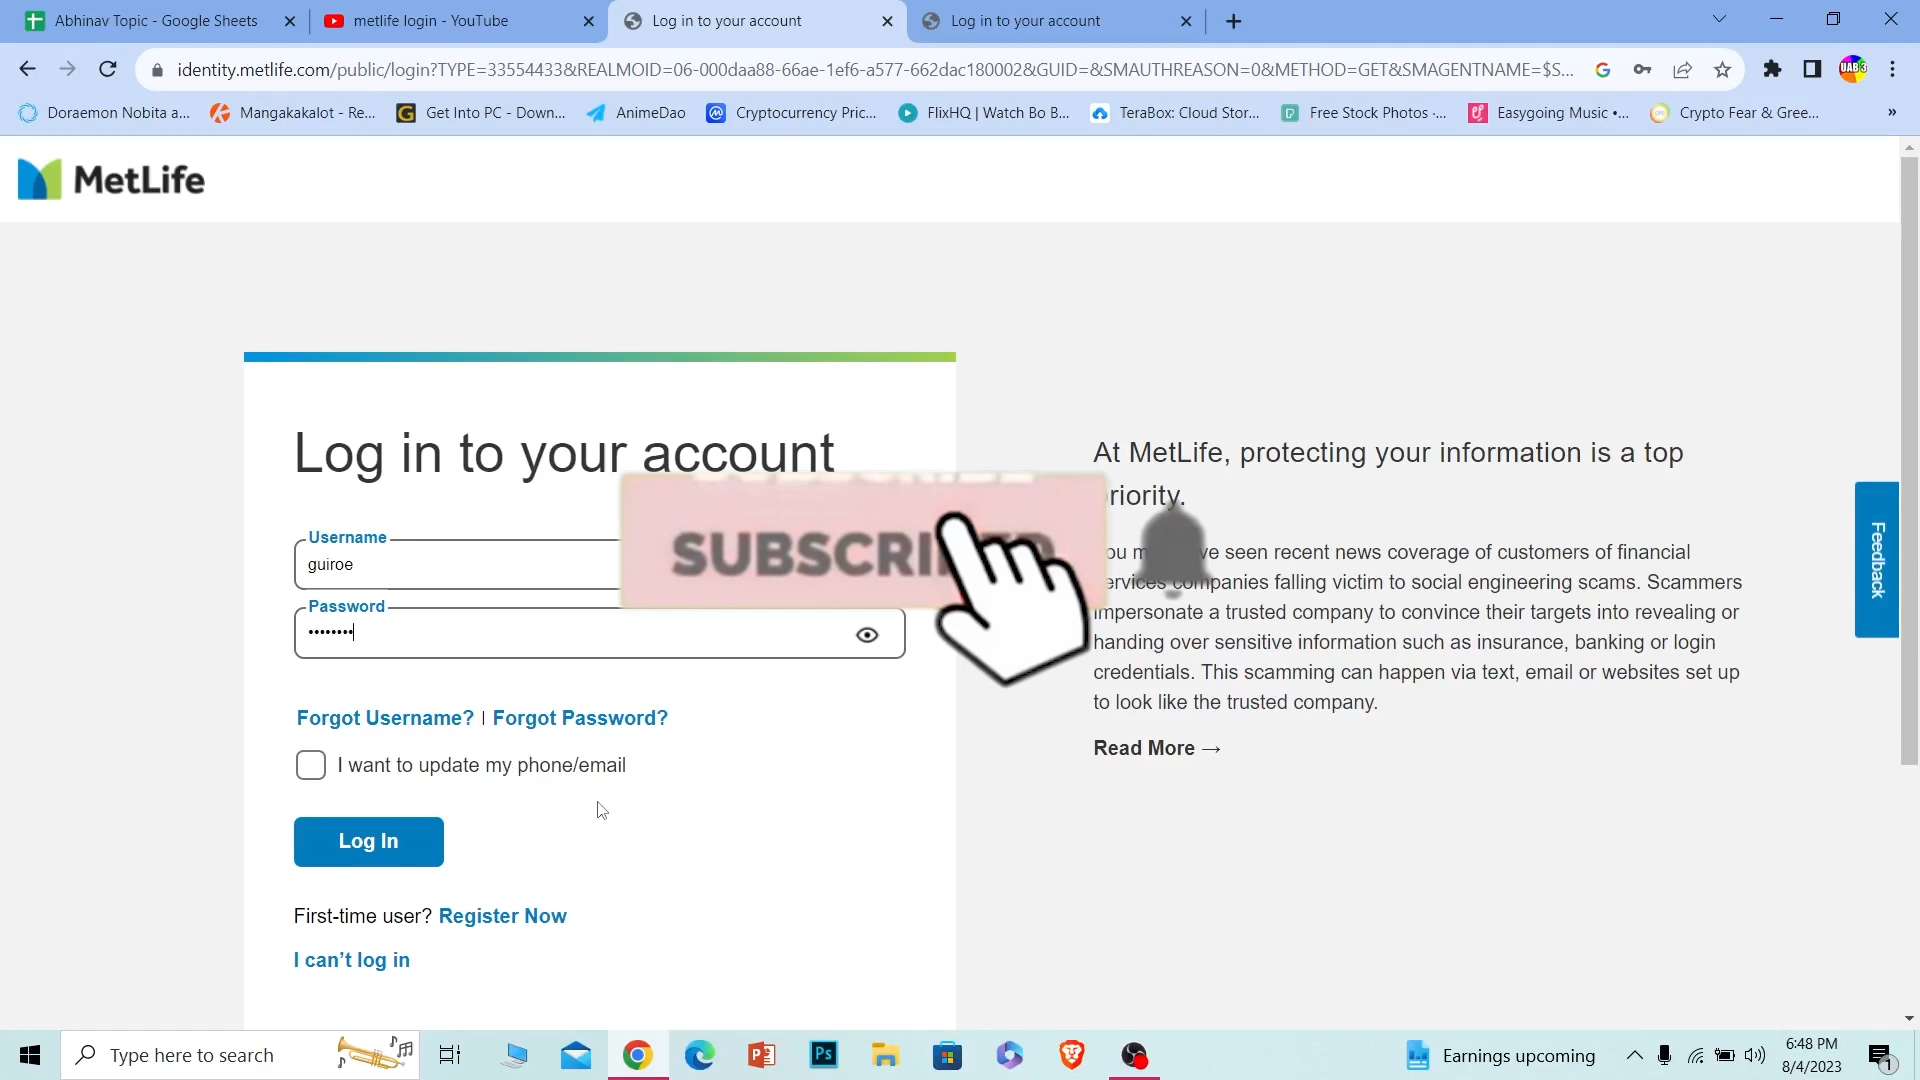 Abhinav Topic - Google Sheets
metlife login - YouTube
Log in to your account
Log in to your account
identity.metlife.com/public/login?TYPE=33554433&REALMOID=06-000daa88-66ae-1ef6-a577-662dac180002&GUID=&SMAUTHREASON=0&METHOD=GET&SMAGENTNAME=$S...
UAB 3
Doraemon Nobita a...
Mangakakalot - Re...
Get Into PC - Down...
AnimeDao
Cryptocurrency Pric...
FlixHQ | Watch Bo B...
TeraBox: Cloud Stor...
Free Stock Photos ·...
Easygoing Music •...
Crypto Fear & Gree...
»
MetLife
Log in to your account
Username
guiroe
Password
••••••••
Forgot Username? | Forgot Password?
I want to update my phone/email
Log In
First-time user? Register Now
I can't log in
At MetLife, protecting your information is a top
priority.
seen recent news coverage of customers of financial
services companies falling victim to social engineering scams. Scammers
impersonate a trusted company to convince their targets into revealing or
handing over sensitive information such as insurance, banking or login
credentials. This scamming can happen via text, email or websites set up
to look like the trusted company.
Read More →
Feedback
Type here to search
Ps
Earnings upcoming
6:48 PM
8/4/2023
1